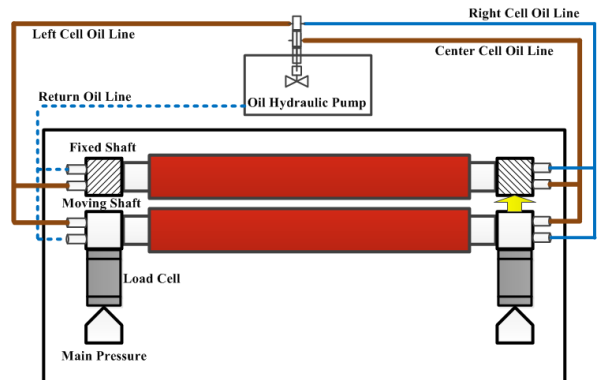 Right Cell Oil Line
Left Cell Oil Line
Center Cell Oil Line
Return Oil Line
Oil Hydraulic Pump
Fixed Shaft
Moving Shaft
Load Cell
Main Pressure